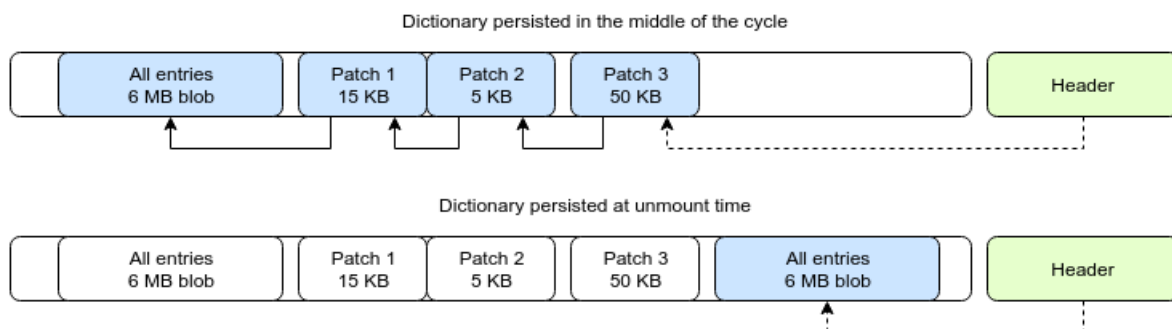 Dictionary persisted in the middle of the cycle
All entries
6 MB blob
Patch 1
15 KB
Patch 2
5 KB
Patch 3
50 KB
Header
Dictionary persisted at unmount time
All entries
6 MB blob
Patch 1
15 KB
Patch 2
5 KB
Patch 3
50 KB
All entries
6 MB blob
Header